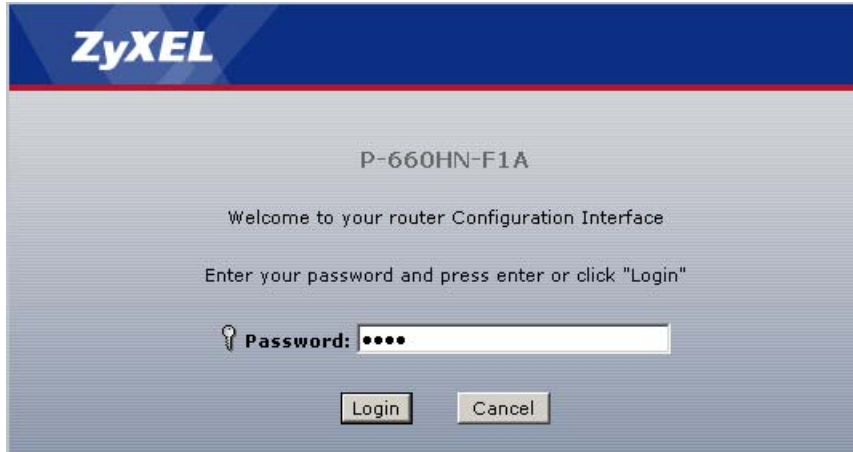 ZyXEL
P-660HN-F1A
Welcome to your router Configuration Interface
Enter your password and press enter or click "Login"
Password: ••••
Login Cancel